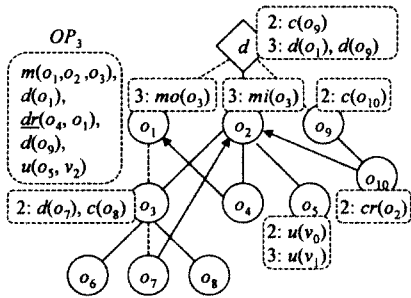 OP₃
m(o₁,o₂,o₃),
d(o₁),
dr(o₄, o₁),
d(o₉),
u(o₅, v₂)
d
2: c(o₉)
3: d(o₁), d(o₉)
3: mo(o₃)
3: mi(o₃)
2: c(o₁₀)
o₁
o₂
o₉
o₁₀
2: d(o₇), c(o₈)
o₃
o₄
o₅
2: cr(o₂)
2: u(v₀)
3: u(v₁)
o₆
o₇
o₈